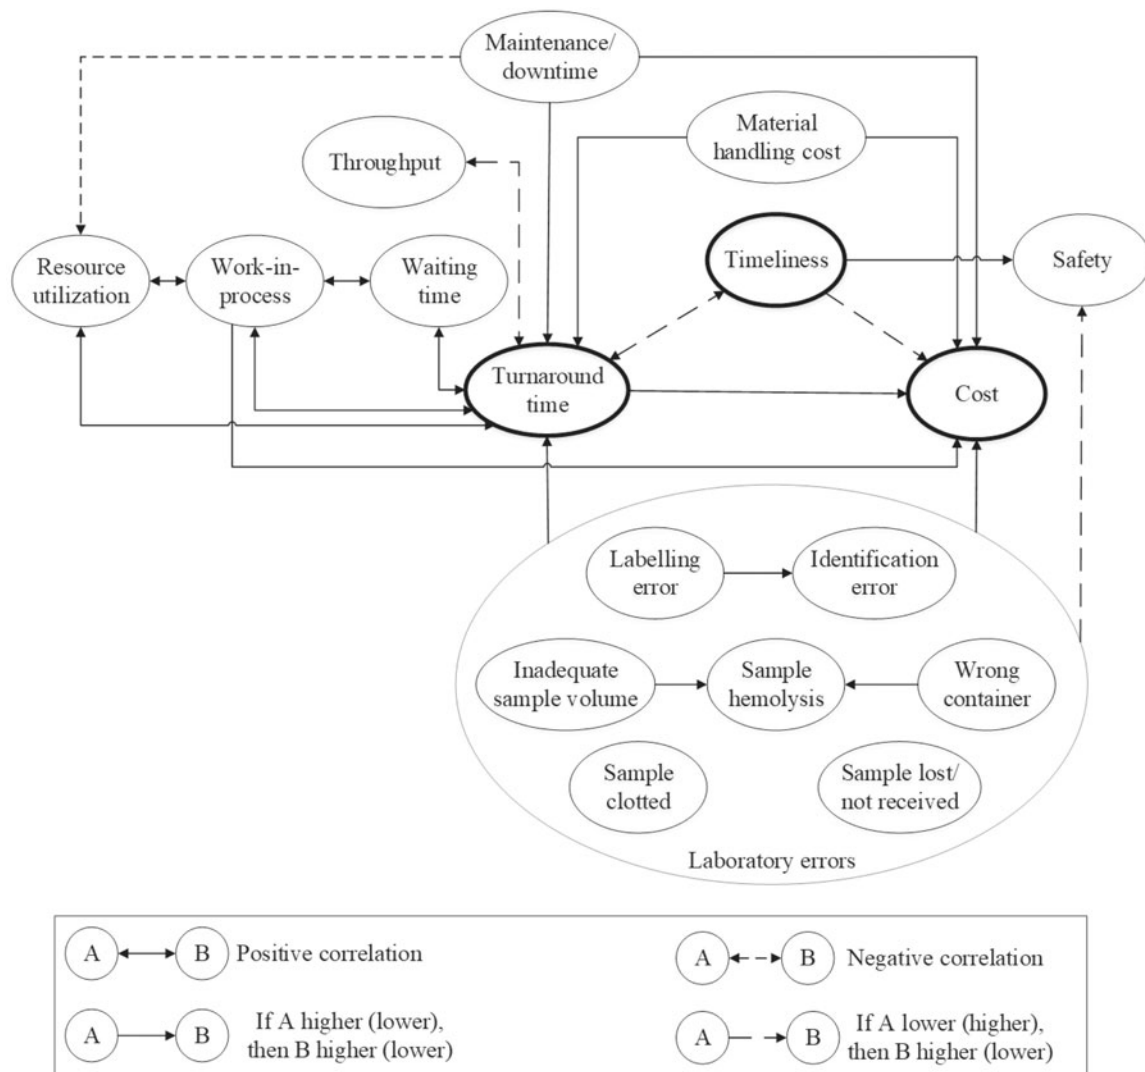 Maintenance/
downtime
Material
handling cost
Throughput
Timeliness
Safety
Resource
utilization
Work-in-
process
Waiting
time
Turnaround
time
Cost
Labelling
error
Identification
error
Inadequate
sample volume
Sample
hemolysis
Wrong
container
Sample
clotted
Sample lost/
not received
Laboratory errors
A B Positive correlation
A B Negative correlation
A B If A higher (lower),
then B higher (lower)
A B If A lower (higher),
then B higher (lower)